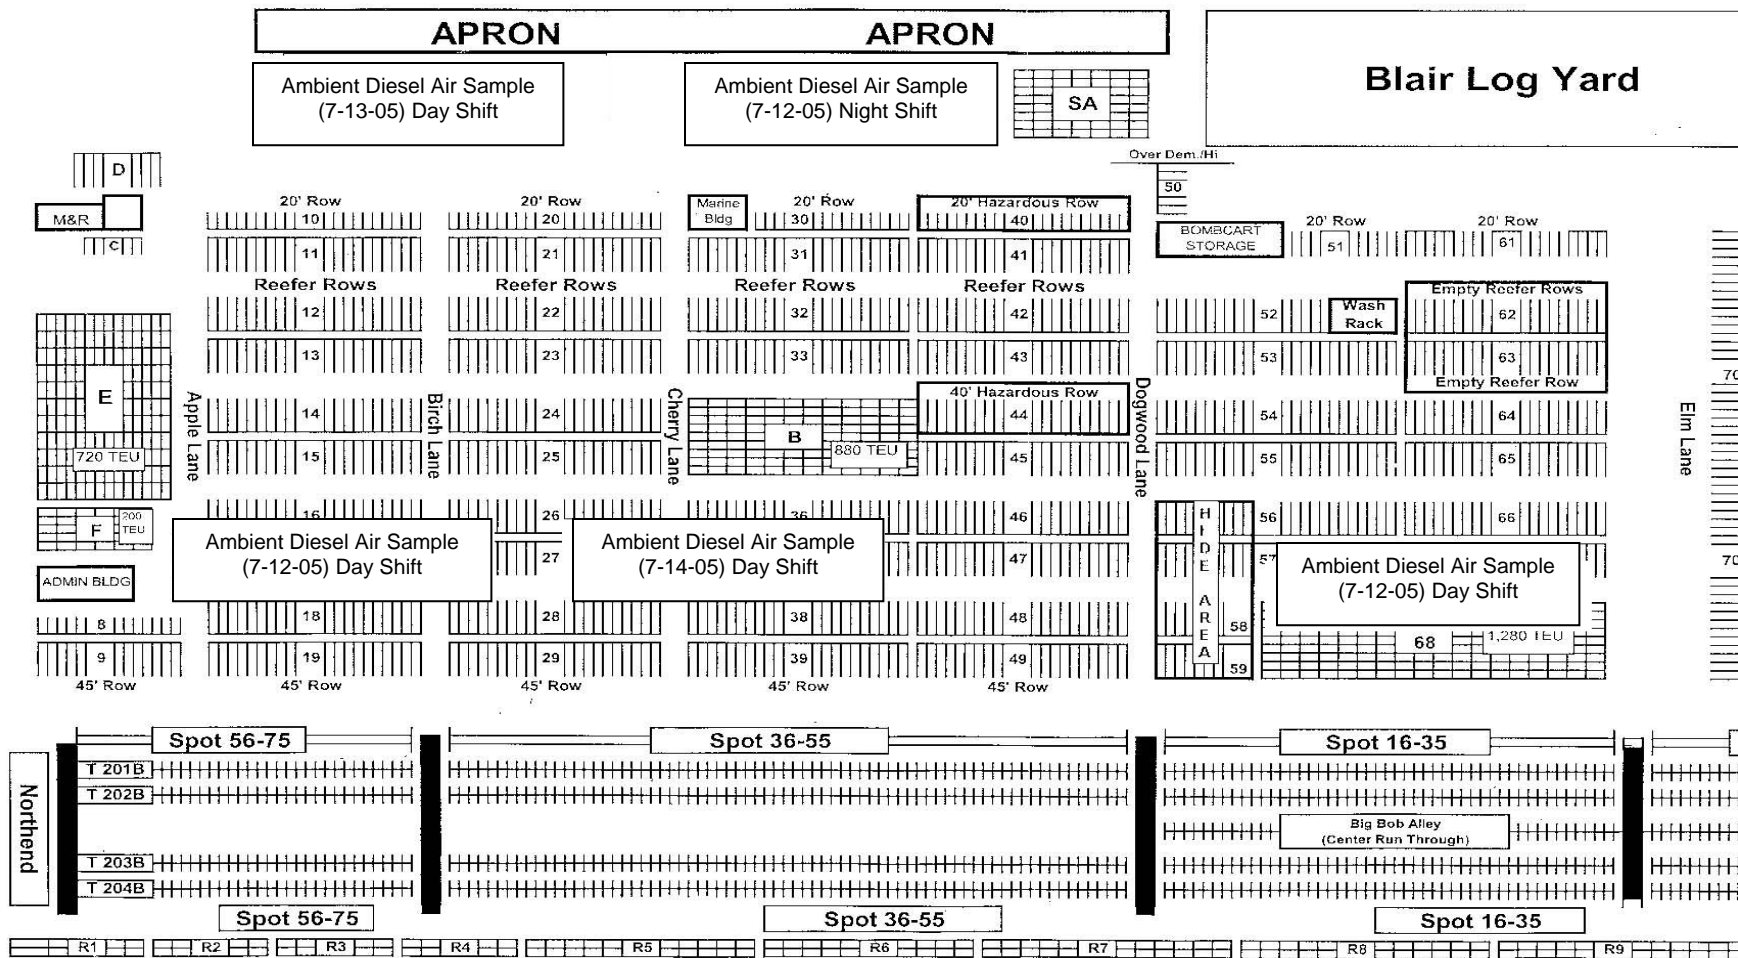 APRON APRON
Blair Log Yard
Ambient Diesel Air Sample
(7-13-05) Day Shift
Ambient Diesel Air Sample
(7-12-05) Night Shift
SA
Over Dem./Hi
50
D
M&R
C
20' Row
10
20' Row
20
Marine
Bldg
20' Row
30
20' Hazardous Row
40
BOMBCART
STORAGE
20' Row
51
20' Row
61
11
21
31
41
Reefer Rows
Reefer Rows
Reefer Rows
Reefer Rows
12
22
32
42
52
Wash
Rack
Empty Reefer Rows
62
13
23
33
43
53
63
Empty Reefer Row
70
E
720 TEU
Apple Lane
Birch Lane
Cherry Lane
Dogwood Lane
Elm Lane
40' Hazardous Row
14
24
B
880 TEU
44
54
64
15
25
45
55
65
F
200
TEU
16
26
36
46
56
66
HIDE AREA
Ambient Diesel Air Sample
(7-12-05) Day Shift
27
Ambient Diesel Air Sample
(7-14-05) Day Shift
47
57
Ambient Diesel Air Sample
(7-12-05) Day Shift
70
ADMIN BLDG
8
18
28
38
48
58
68
1,280 TEU
9
19
29
39
49
59
45' Row
45' Row
45' Row
45' Row
45' Row
Northend
Spot 56-75
Spot 36-55
Spot 16-35
T 201B
T 202B
Big Bob Alley
(Center Run Through)
T 203B
T 204B
Spot 56-75
Spot 36-55
Spot 16-35
R1 R2 R3 R4 R5 R6 R7 R8 R9